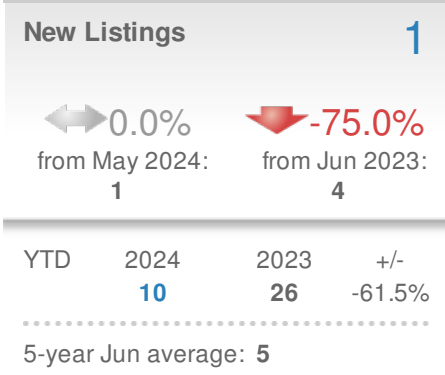 New Listings 1
0.0% -75.0%
from May 2024: from Jun 2023:
1 4
YTD 2024 2023 +/-
10 26 -61.5%
5-year Jun average: 5